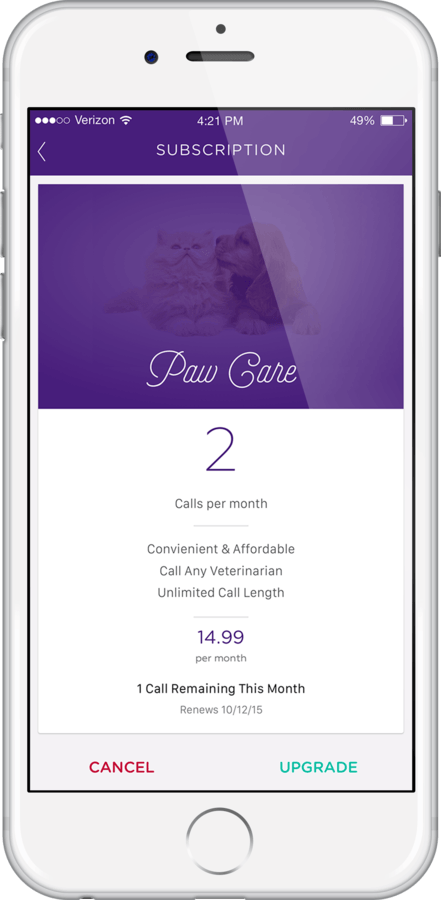 Verizon 4:21 PM 49%
SUBSCRIPTION
Paw Care
2
Calls per month
Convienient & Affordable
Call Any Veterinarian
Unlimited Call Length
14.99
per month
1 Call Remaining This Month
Renews 10/12/15
CANCEL UPGRADE